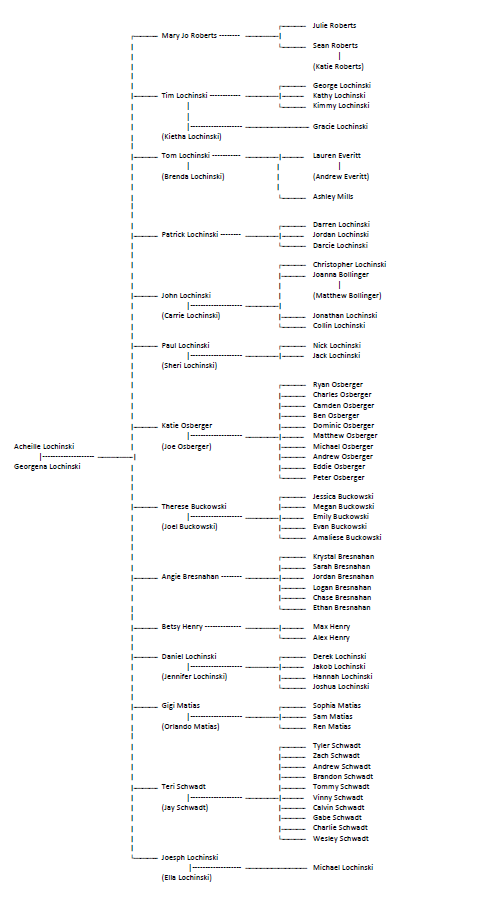 Julie Roberts
Mary Jo Roberts
Sean Roberts
(Katie Roberts)
George Lochinski
Tim Lochinski
Kathy Lochinski
Kimmy Lochinski
Gracie Lochinski
(Kietha Lochinski)
Tom Lochinski
Lauren Everitt
(Brenda Lochinski)
(Andrew Everitt)
Ashley Mills
Darren Lochinski
Patrick Lochinski
Jordan Lochinski
Darcie Lochinski
Christopher Lochinski
Joanna Bollinger
John Lochinski
(Matthew Bollinger)
(Carrie Lochinski)
Jonathan Lochinski
Collin Lochinski
Paul Lochinski
Nick Lochinski
Jack Lochinski
(Sheri Lochinski)
Ryan Osberger
Charles Osberger
Camden Osberger
Ben Osberger
Katie Osberger
Dominic Osberger
Matthew Osberger
(Joe Osberger)
Michael Osberger
Acheille Lochinski
Andrew Osberger
Georgena Lochinski
Eddie Osberger
Peter Osberger
Jessica Buckowski
Therese Buckowski
Megan Buckowski
Emily Buckowski
(Joel Buckowski)
Evan Buckowski
Amaliese Buckowski
Krystal Bresnahan
Sarah Bresnahan
Angie Bresnahan
Jordan Bresnahan
Logan Bresnahan
Chase Bresnahan
Ethan Bresnahan
Betsy Henry
Max Henry
Alex Henry
Daniel Lochinski
Derek Lochinski
Jakob Lochinski
(Jennifer Lochinski)
Hannah Lochinski
Joshua Lochinski
Gigi Matias
Sophia Matias
Sam Matias
(Orlando Matias)
Ren Matias
Tyler Schwadt
Zach Schwadt
Andrew Schwadt
Brandon Schwadt
Teri Schwadt
Tommy Schwadt
Vinny Schwadt
(Jay Schwadt)
Calvin Schwadt
Gabe Schwadt
Charlie Schwadt
Wesley Schwadt
Joesph Lochinski
Michael Lochinski
(Ella Lochinski)